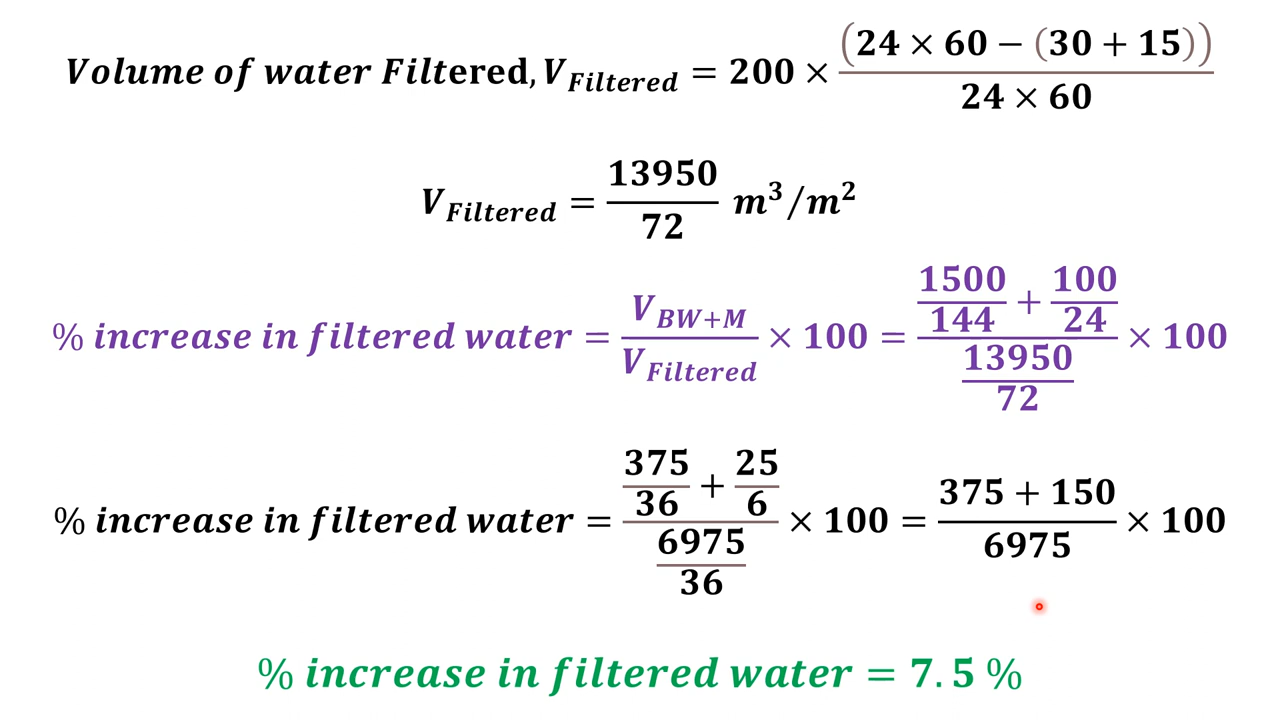 Volume of water Filtered, V_Filtered = 200 × (24 × 60 − (30 + 15)) / 24 × 60
V_Filtered = 13950/72 m³/m²
% increase in filtered water = V_BW+M / V_Filtered × 100 = (1500/144 + 100/24) / (13950/72) × 100
% increase in filtered water = (375/36 + 25/6) / (6975/36) × 100 = (375 + 150) / 6975 × 100
% increase in filtered water = 7.5 %